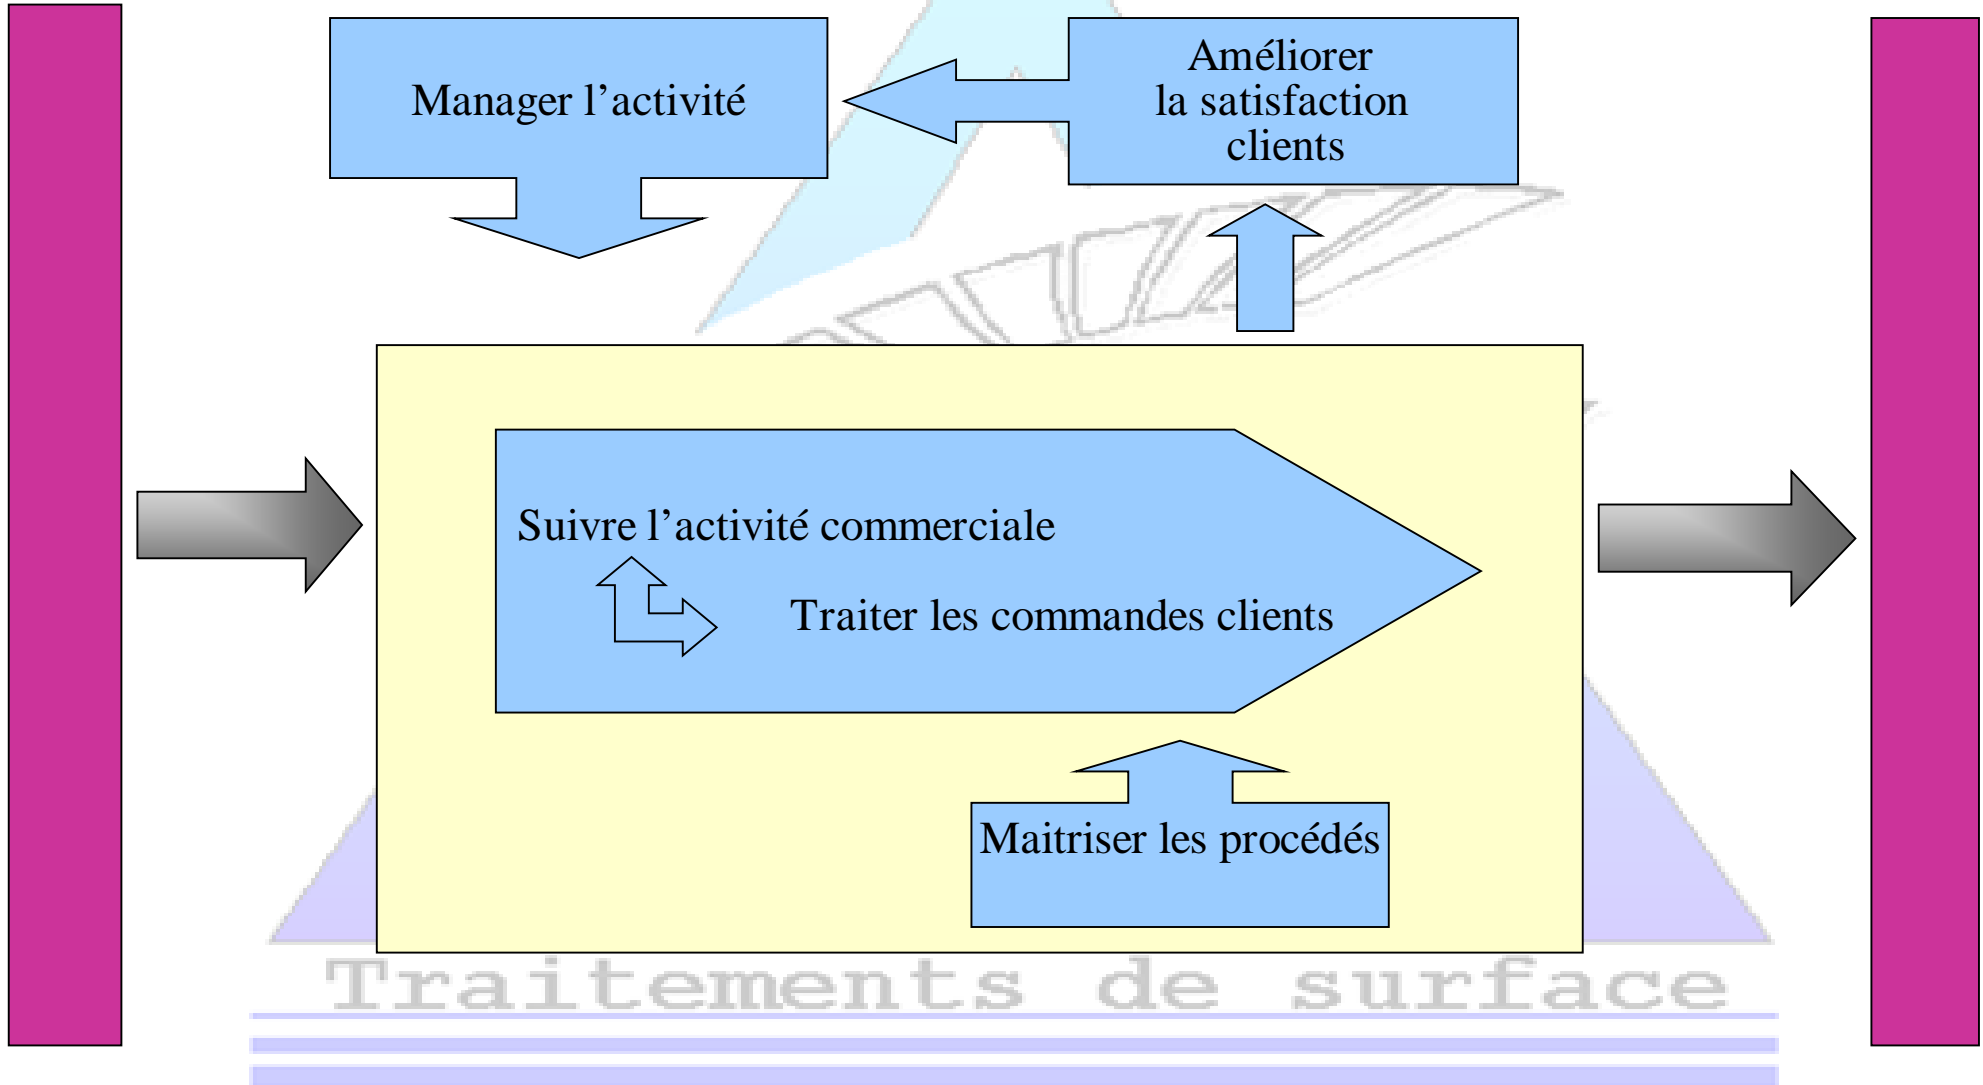 Manager l’activité
Améliorer
la satisfaction
clients
Suivre l’activité commerciale
Traiter les commandes clients
Maitriser les procédés
Traitements de surface